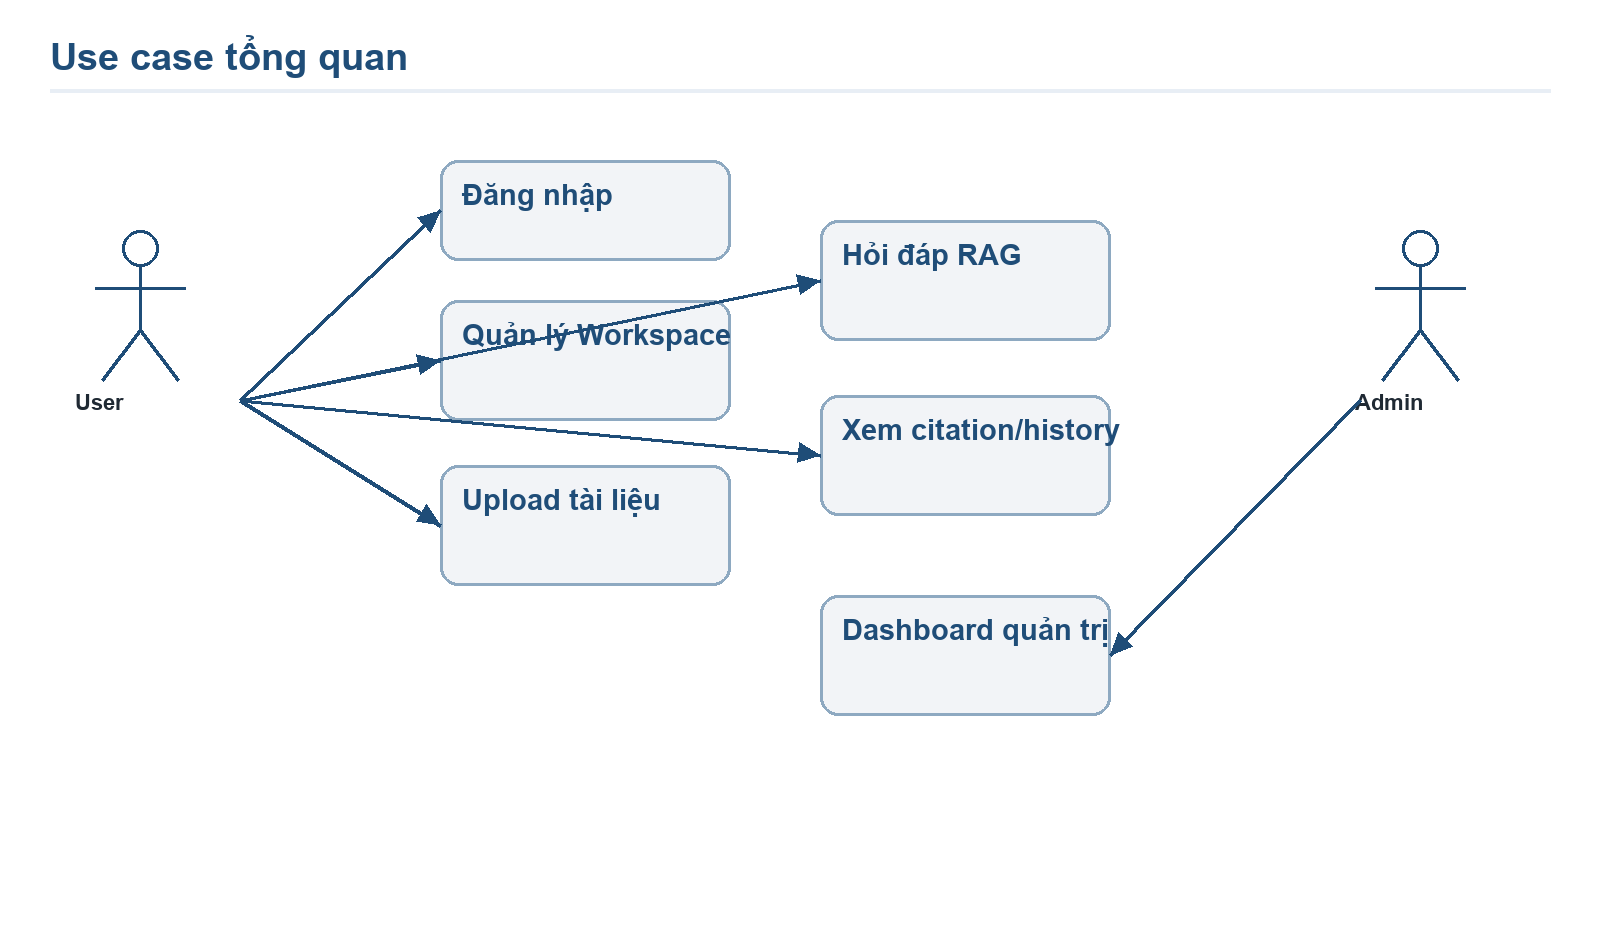 Use case tổng quan
Đăng nhập
Hỏi đáp RAG
Quản lý Workspace
User
Admin
Xem citation/history
Upload tài liệu
Dashboard quản trị